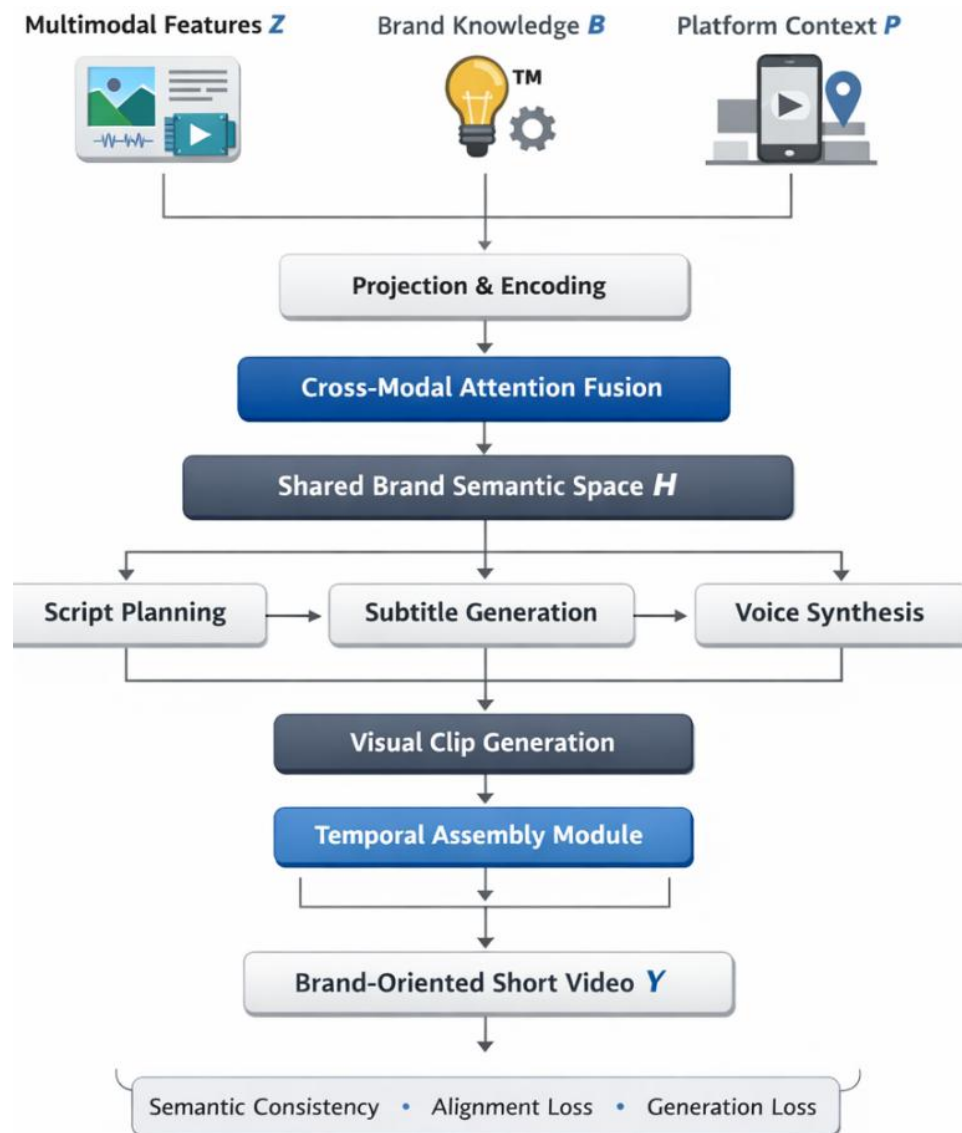 Multimodal Features Z
Brand Knowledge B
Platform Context P
TM
Projection & Encoding
Cross-Modal Attention Fusion
Shared Brand Semantic Space H
Script Planning
Subtitle Generation
Voice Synthesis
Visual Clip Generation
Temporal Assembly Module
Brand-Oriented Short Video Y
Semantic Consistency • Alignment Loss • Generation Loss